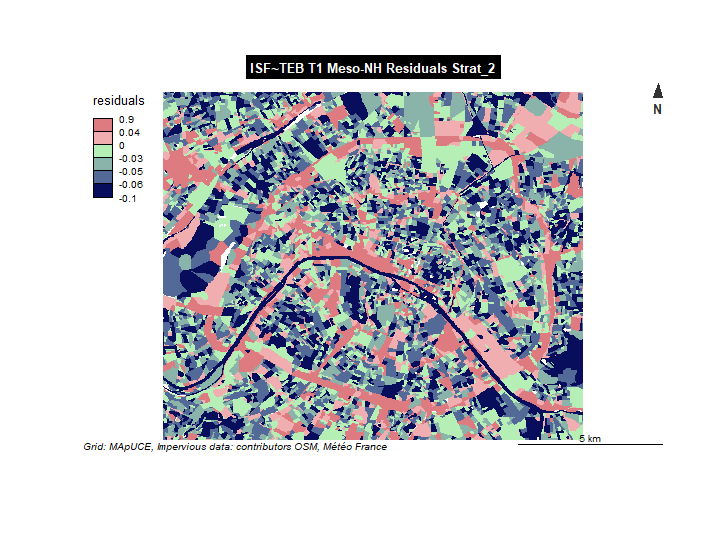 ISF~TEB T1 Meso-NH Residuals Strat_2
residuals
0.9
0.04
0
-0.03
-0.05
-0.06
-0.1
N
5 km
Grid: MApUCE, Impervious data: contributors OSM, Météo France